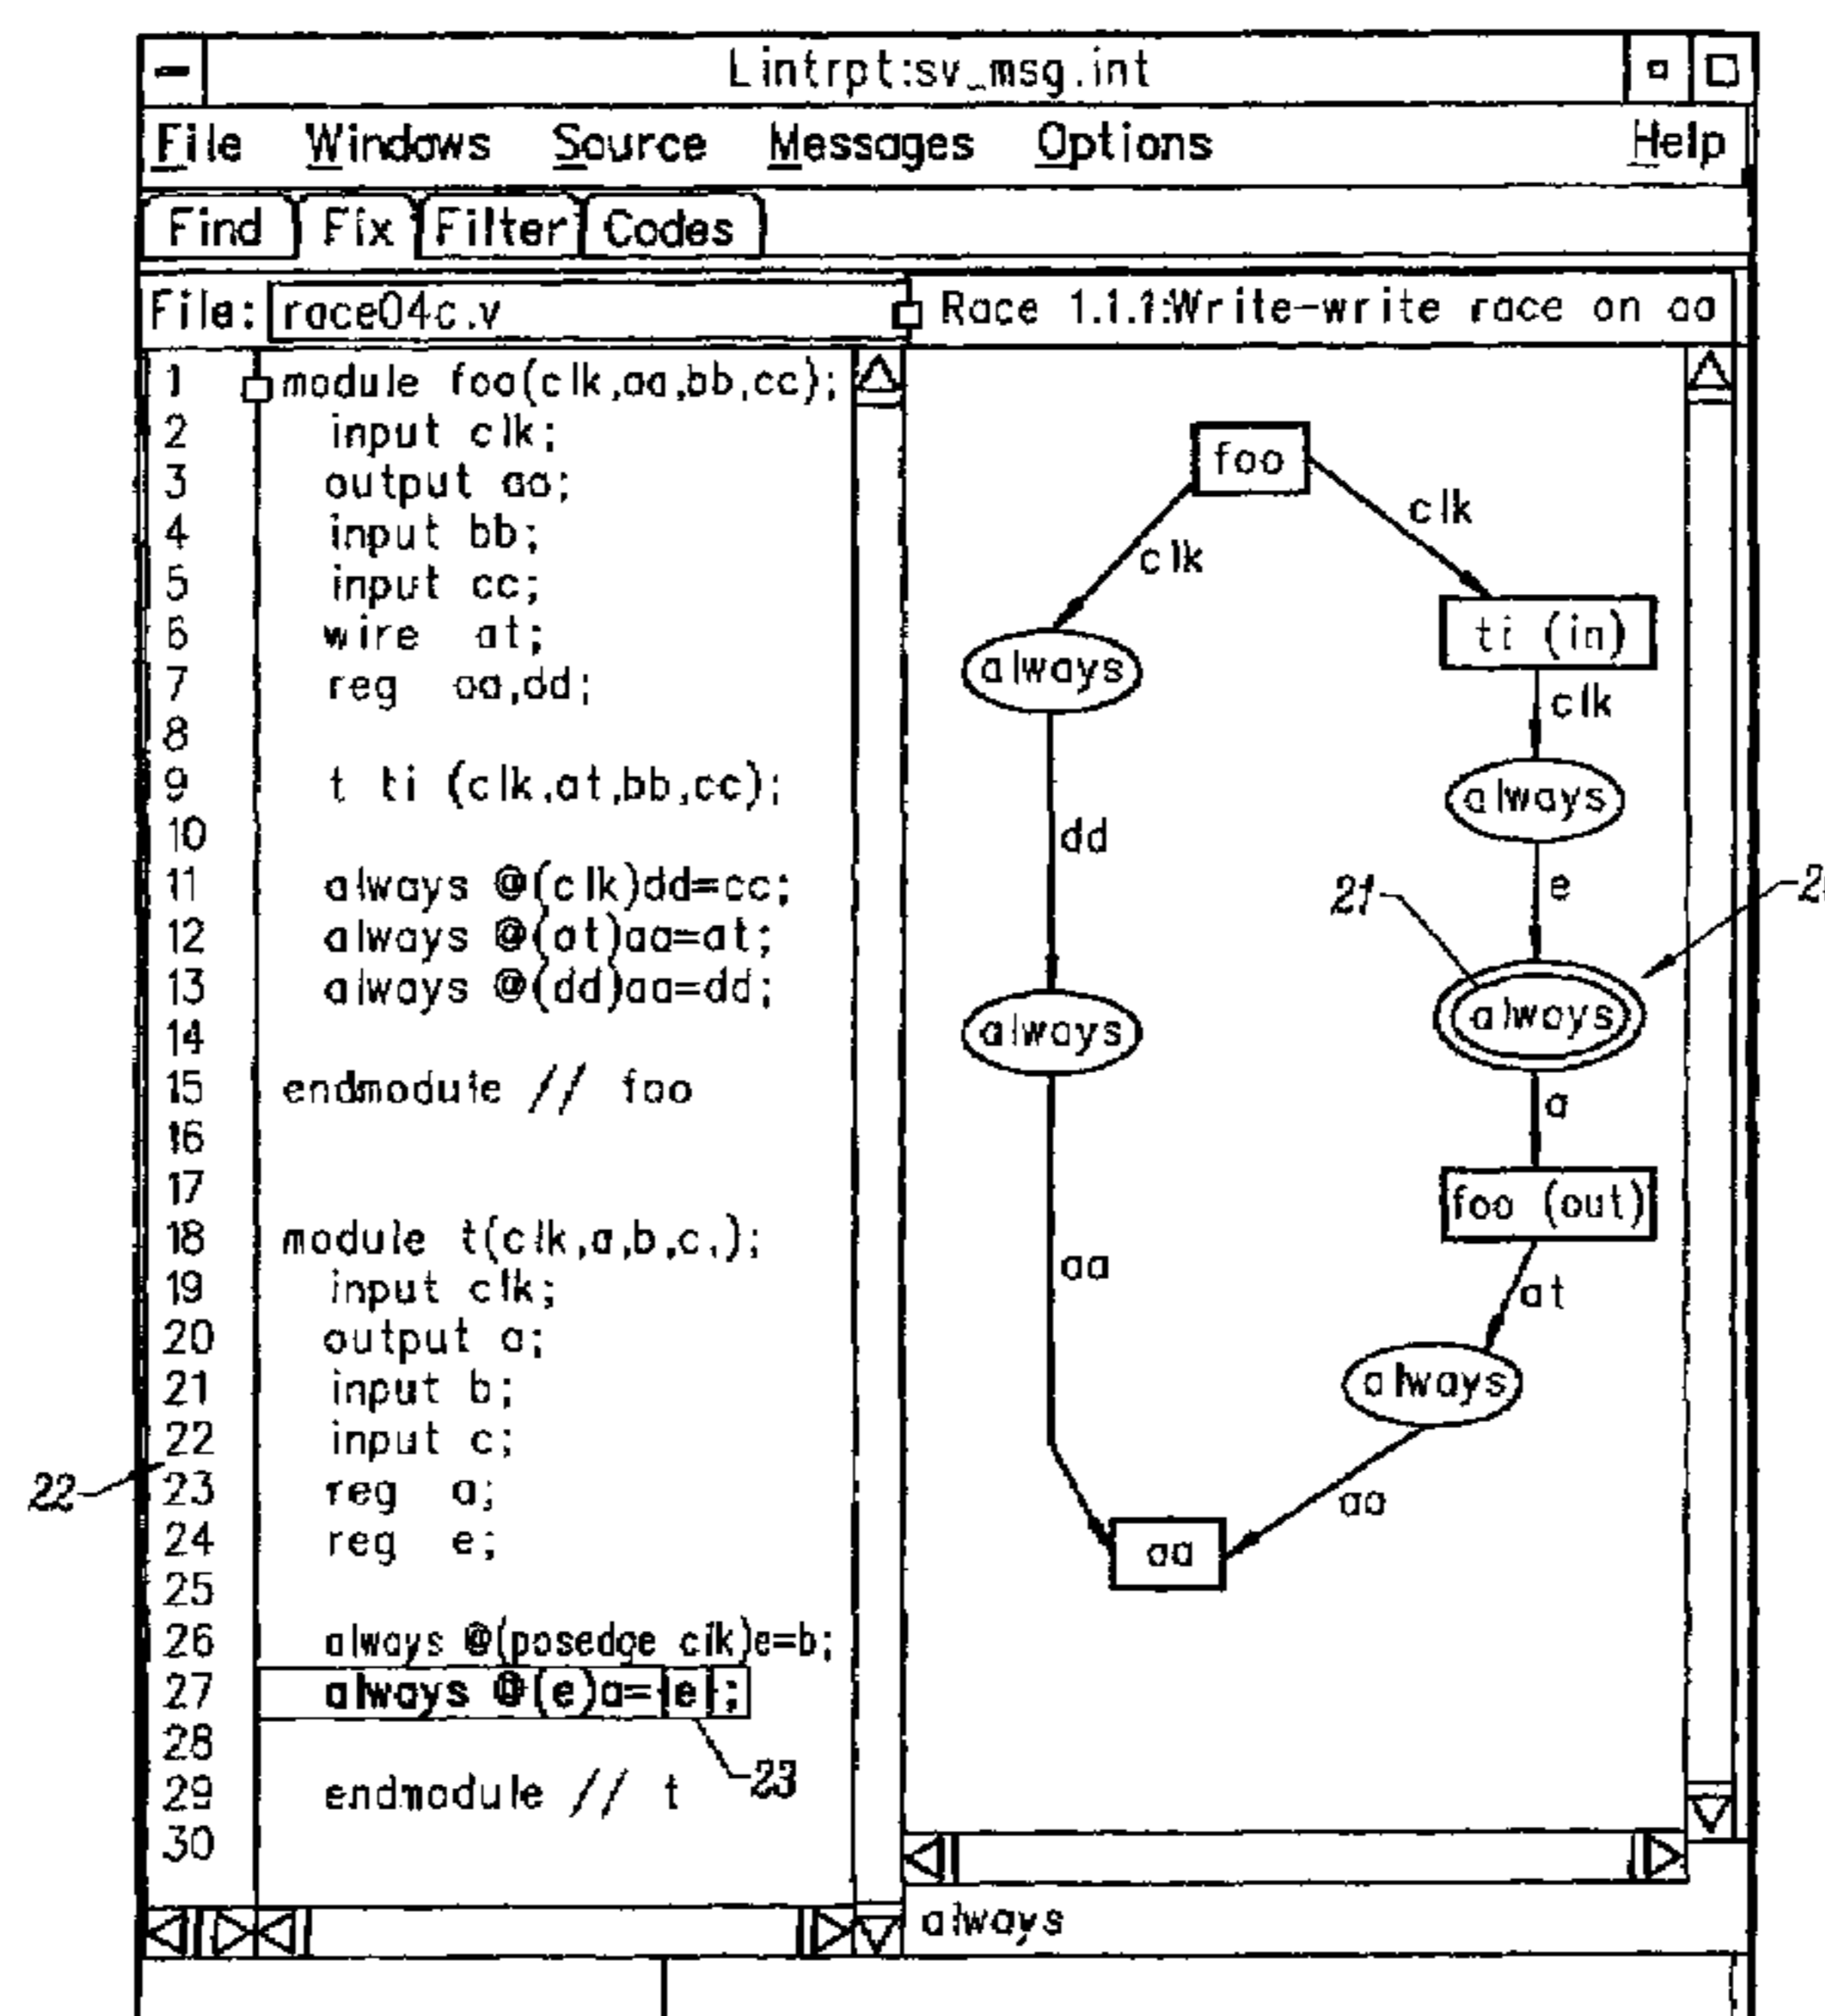 Lintrpt:sv_msg.int
File Windows Source Messages Options Help
Find Fix Filter Codes
File: race04c.v
1 module foo(clk,aa,bb,cc);
2 input clk;
3 output aa;
4 input bb;
5 input cc;
6 wire at;
7 reg aa,dd;
8
9 t ti (clk,at,bb,cc);
10
11 always @(clk)dd=cc;
12 always @(at)aa=at;
13 always @(dd)aa=dd;
14
15 endmodule // foo
16
17
18 module t(clk,a,b,c,);
19 input clk;
20 output a;
21 input b;
22 input c;
23 reg a;
24 reg e;
25
26 always @(posedge clk)e=b;
27 always @(e)a={e};
28
29 endmodule // t
30
22
23
Race 1.1.1:Write-write race on aa
foo
clk
clk
ti (in)
always
clk
always
dd
e
21
always
always
a
foo (out)
aa
at
always
aa
aa
always